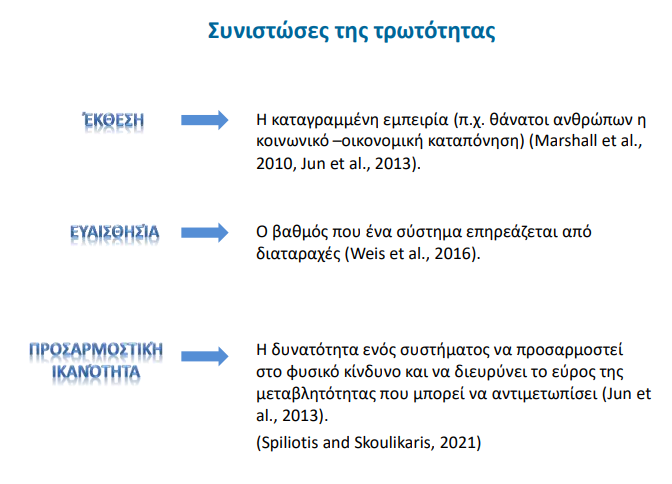 Συνιστώσες της τρωτότητας
ΈΚΘΕΣΗ
Η καταγραμμένη εμπειρία (π.χ. θάνατοι ανθρώπων η
κοινωνικό –οικονομική καταπόνηση) (Marshall et al.,
2010, Jun et al., 2013).
ΕΥΑΙΣΘΗΣΊΑ
Ο βαθμός που ένα σύστημα επηρεάζεται από
διαταραχές (Weis et al., 2016).
ΠΡΟΣΑΡΜΟΣΤΙΚΉ
ΙΚΑΝΌΤΗΤΑ
Η δυνατότητα ενός συστήματος να προσαρμοστεί
στο φυσικό κίνδυνο και να διευρύνει το εύρος της
μεταβλητότητας που μπορεί να αντιμετωπίσει (Jun et
al., 2013).
(Spiliotis and Skoulikaris, 2021)